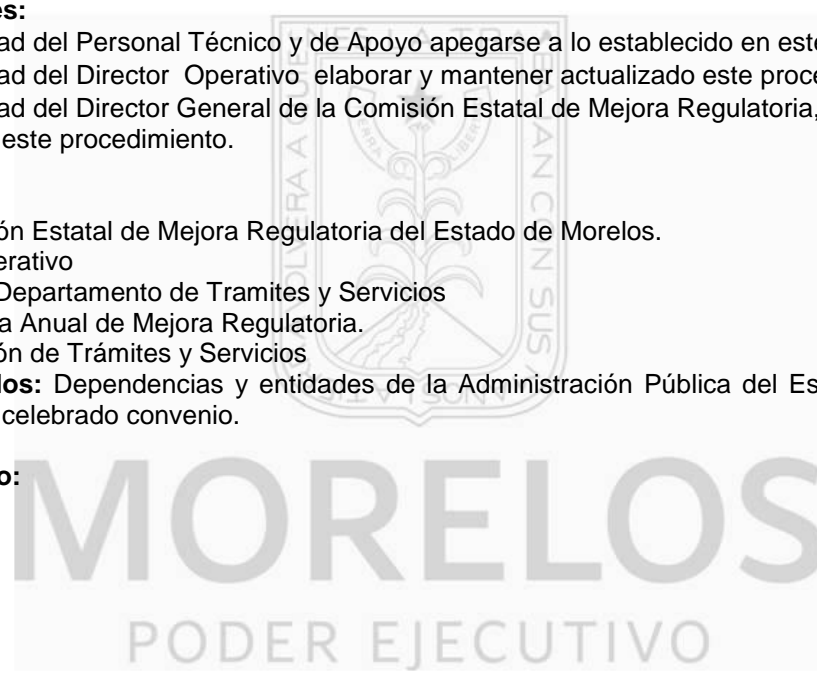 es:
ad del Personal Técnico y de Apoyo apegarse a lo establecido en est
ad del Director Operativo elaborar y mantener actualizado este proce
ad del Director General de la Comisión Estatal de Mejora Regulatoria,
este procedimiento.
ón Estatal de Mejora Regulatoria del Estado de Morelos.
erativo
Departamento de Tramites y Servicios
a Anual de Mejora Regulatoria.
ón de Trámites y Servicios
los: Dependencias y entidades de la Administración Pública del Es
celebrado convenio.
o:
MORELOS
PODER EJECUTIVO